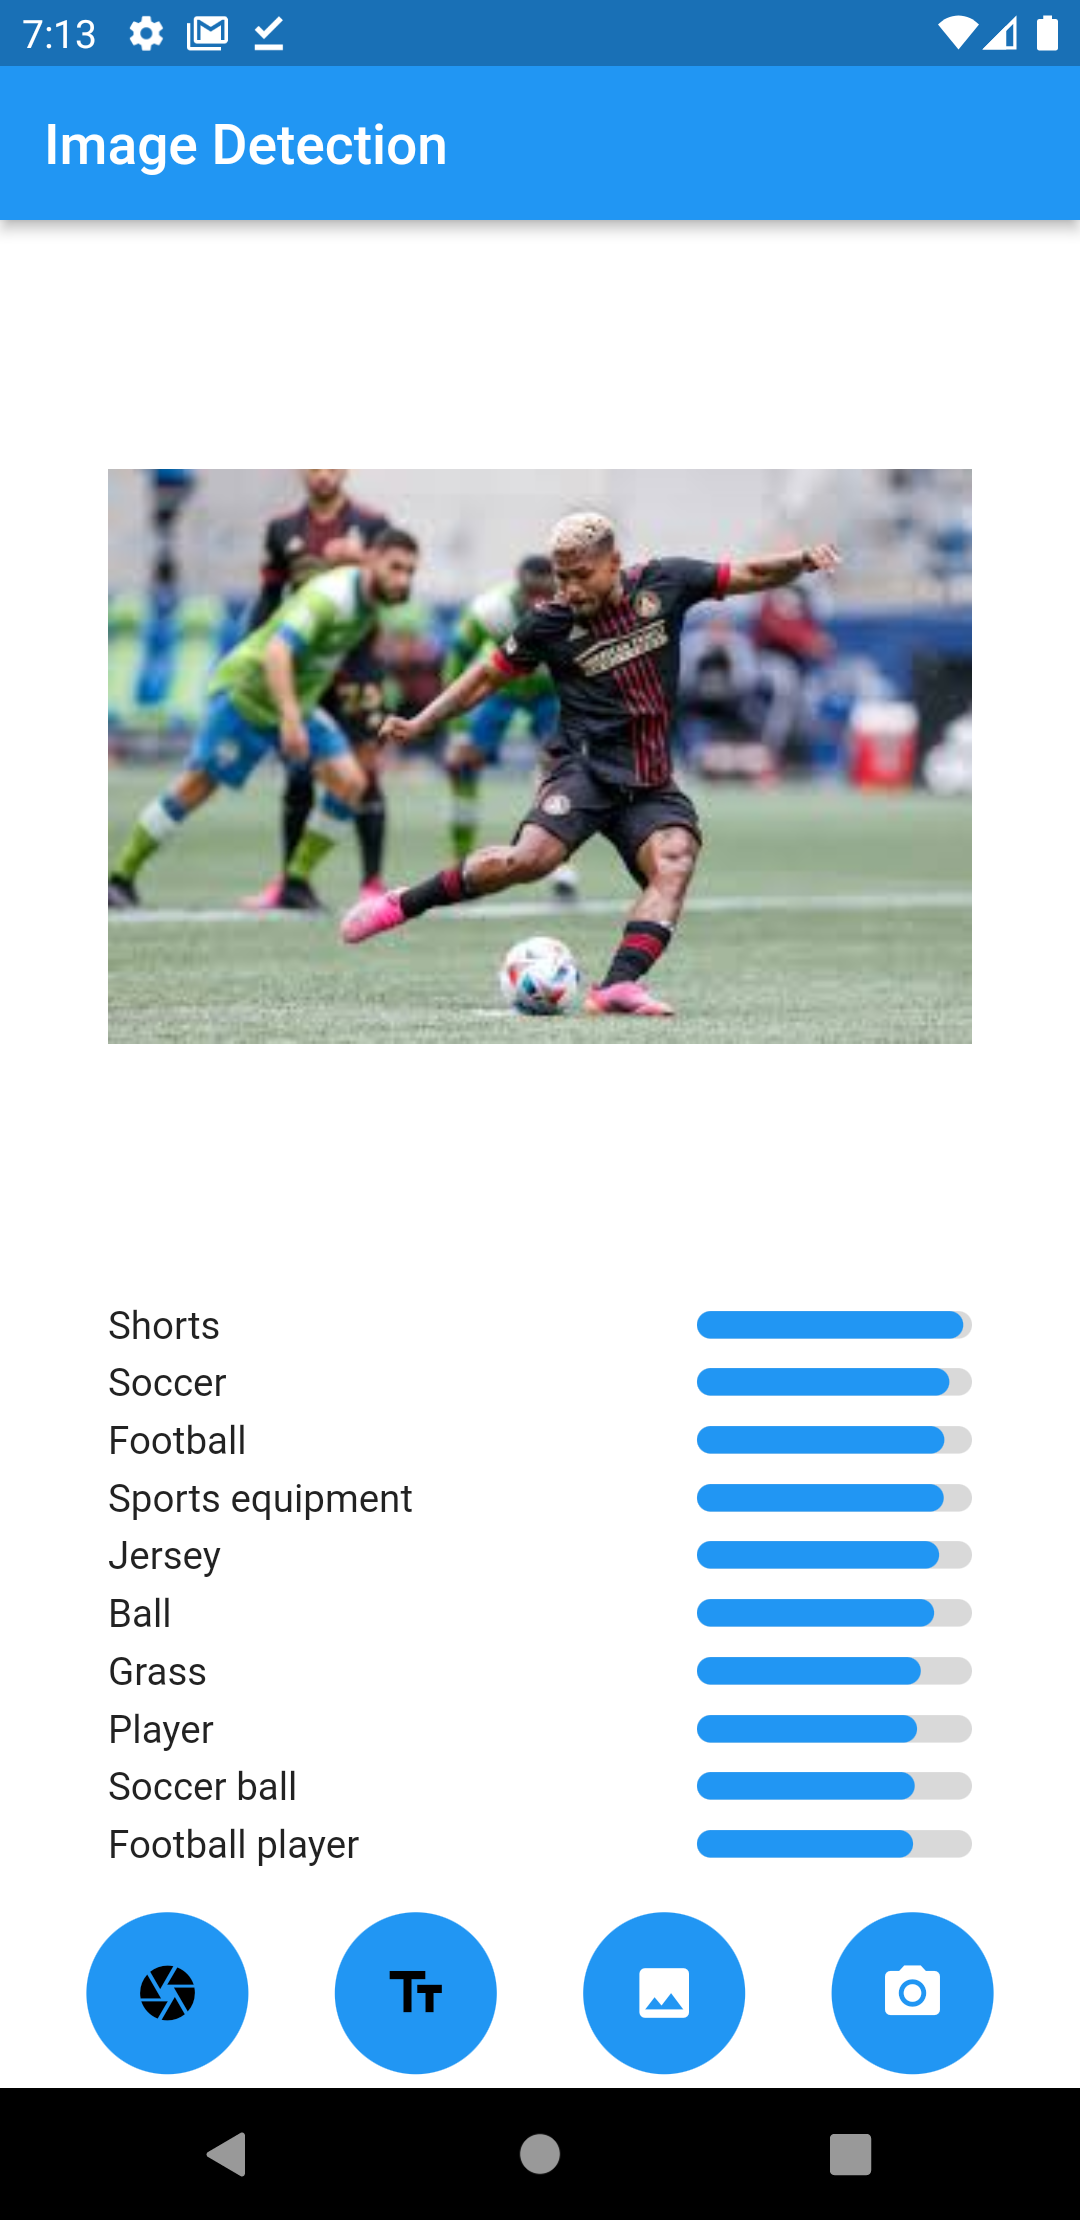 7:13
Image Detection
Shorts
Soccer
Football
Sports equipment
Jersey
Ball
Grass
Player
Soccer ball
Football player